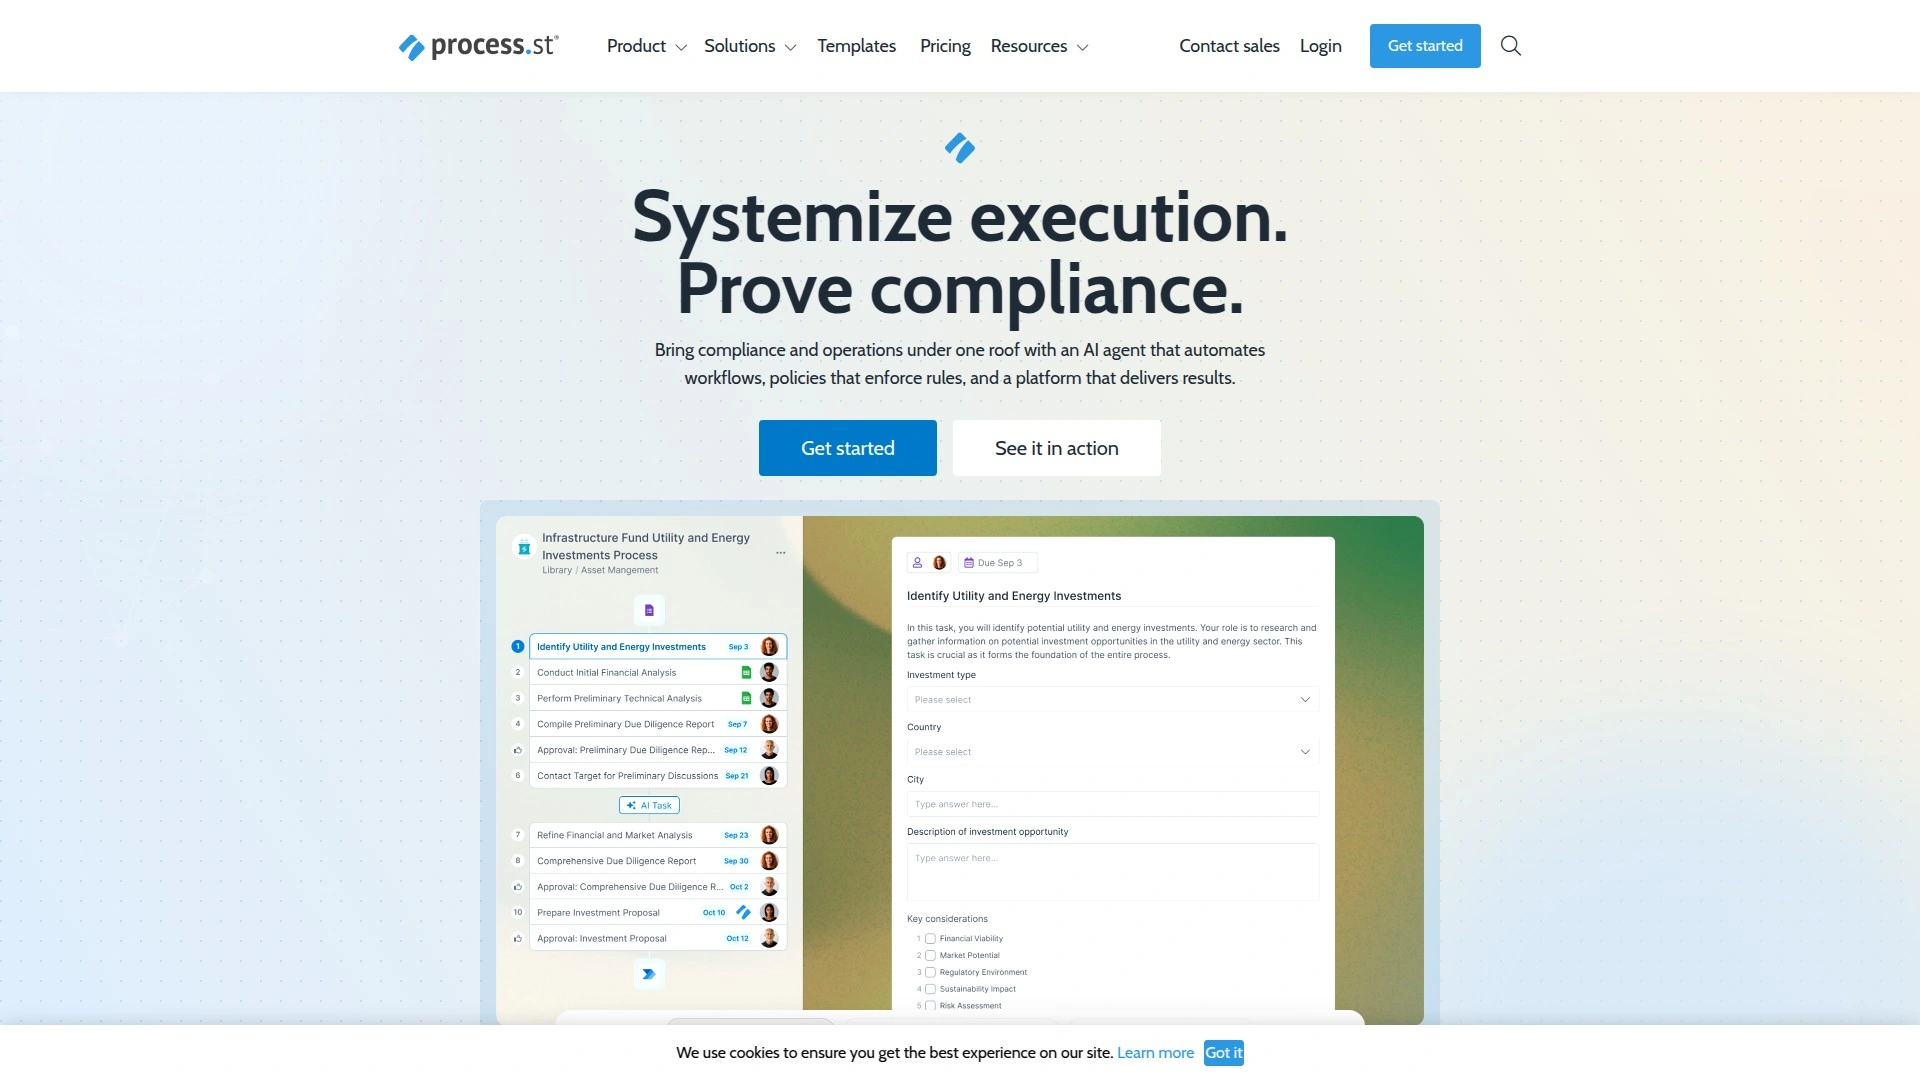 process.st®
Product
Solutions
Templates
Pricing
Resources
Contact sales
Login
Get started
Systemize execution.
Prove compliance.
Bring compliance and operations under one roof with an AI agent that automates
workflows, policies that enforce rules, and a platform that delivers results.
Get started
See it in action
Infrastructure Fund Utility and Energy
Investments Process
...
Library / Asset Mangement
1 Identify Utility and Energy Investments Sep 3
2 Conduct Initial Financial Analysis
3 Perform Preliminary Technical Analysis
4 Compile Preliminary Due Diligence Report Sep 7
Approval: Preliminary Due Diligence Rep... Sep 12
6 Contact Target for Preliminary Discussions Sep 21
AI Task
7 Refine Financial and Market Analysis Sep 23
8 Comprehensive Due Diligence Report Sep 30
Approval: Comprehensive Due Diligence R... Oct 2
10 Prepare Investment Proposal Oct 10
Approval: Investment Proposal Oct 12
Due Sep 3
Identify Utility and Energy Investments
In this task, you will identify potential utility and energy investments. Your role is to research and
gather information on potential investment opportunities in the utility and energy sector. This
task is crucial as it forms the foundation of the entire process.
Investment type
Please select
Country
Please select
City
Type answer here...
Description of investment opportunity
Type answer here...
Key considerations
1 Financial Viability
2 Market Potential
3 Regulatory Environment
4 Sustainability Impact
5 Risk Assessment
We use cookies to ensure you get the best experience on our site. Learn more Got it